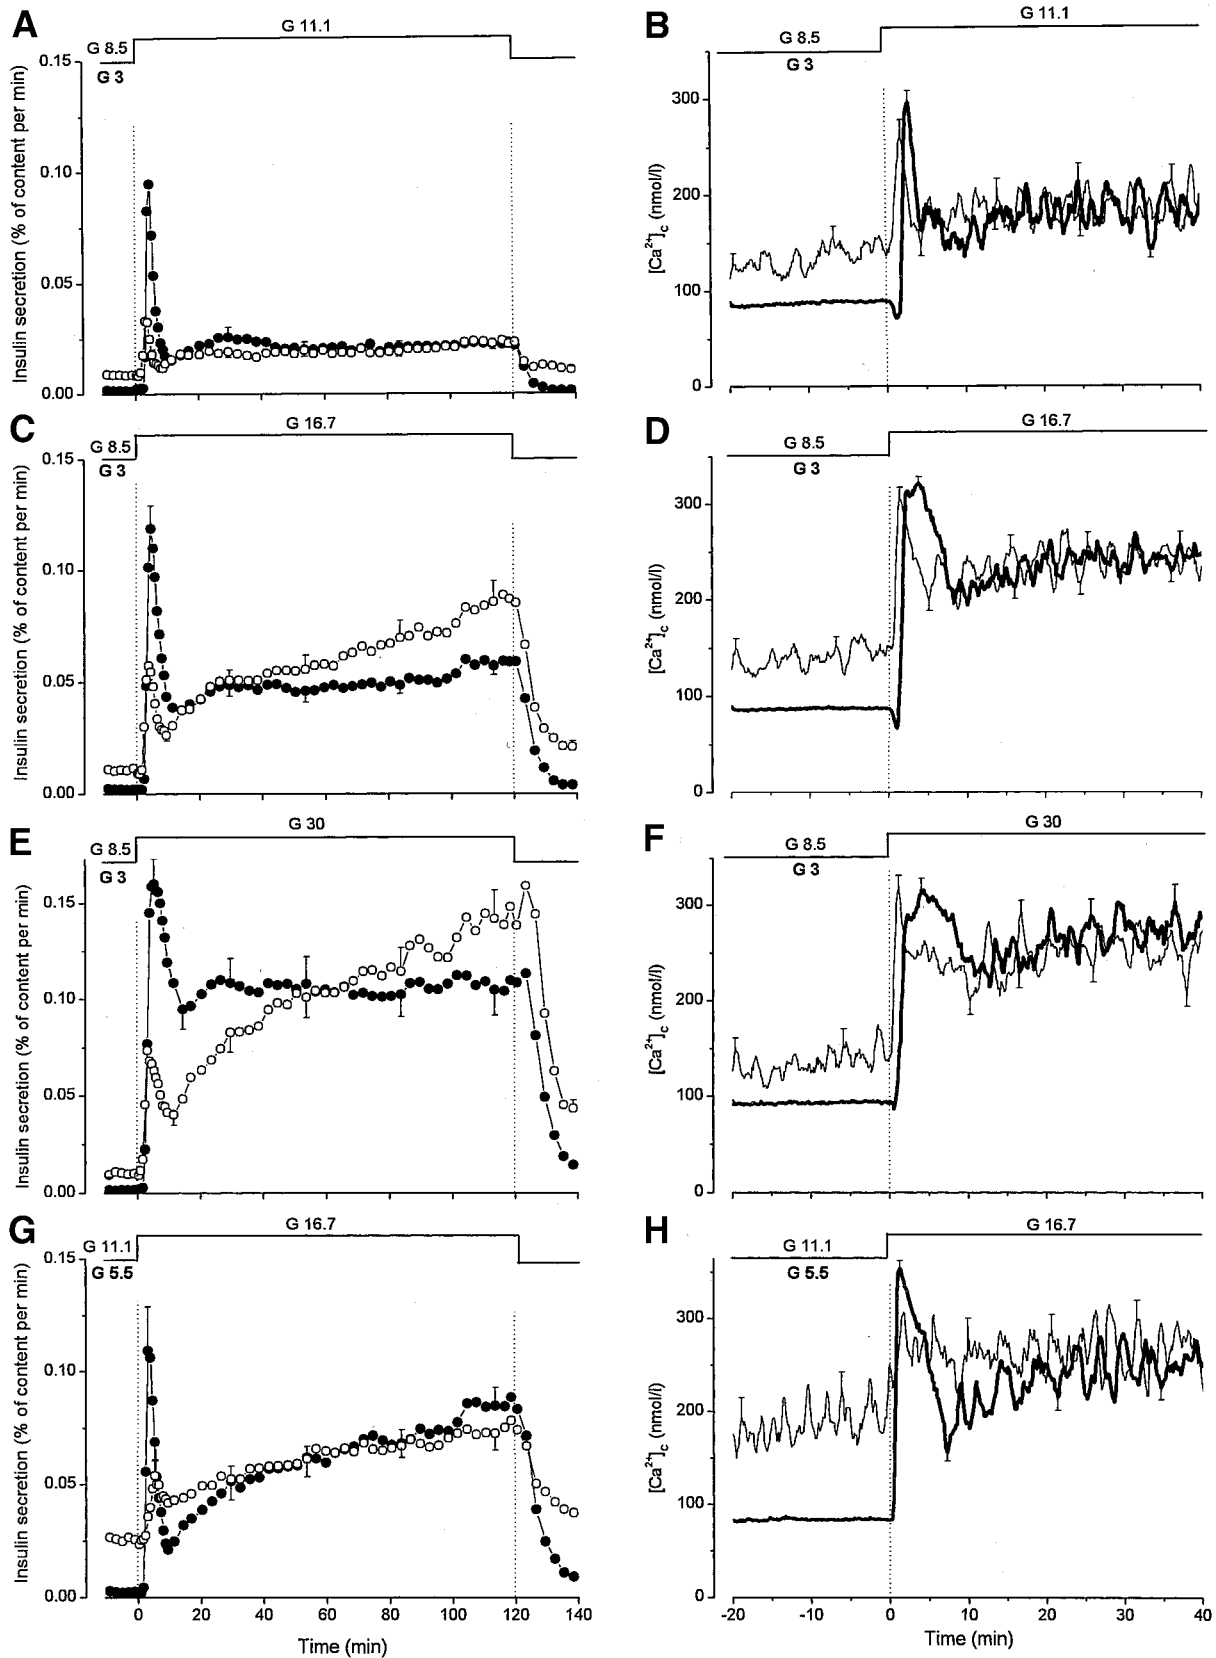 A
G 11.1
G 8.5
G 3
Insulin secretion (% of content per min)
0.15
0.10
0.05
0.00
B
G 11.1
G 8.5
G 3
[Ca2+]c (nmol/l)
300
200
100
0
C
G 16.7
G 8.5
G 3
Insulin secretion (% of content per min)
0.15
0.10
0.05
0.00
D
G 16.7
G 8.5
G 3
[Ca2+]c (nmol/l)
300
200
100
0
E
G 30
G 8.5
G 3
Insulin secretion (% of content per min)
0.15
0.10
0.05
0.00
F
G 30
G 8.5
G 3
[Ca2+]c (nmol/l)
300
200
100
0
G
G 16.7
G 11.1
G 5.5
Insulin secretion (% of content per min)
0.15
0.10
0.05
0.00
0 20 40 60 80 100 120 140
Time (min)
H
G 16.7
G 11.1
G 5.5
[Ca2+]c (nmol/l)
300
200
100
0
-20 -10 0 10 20 30 40
Time (min)